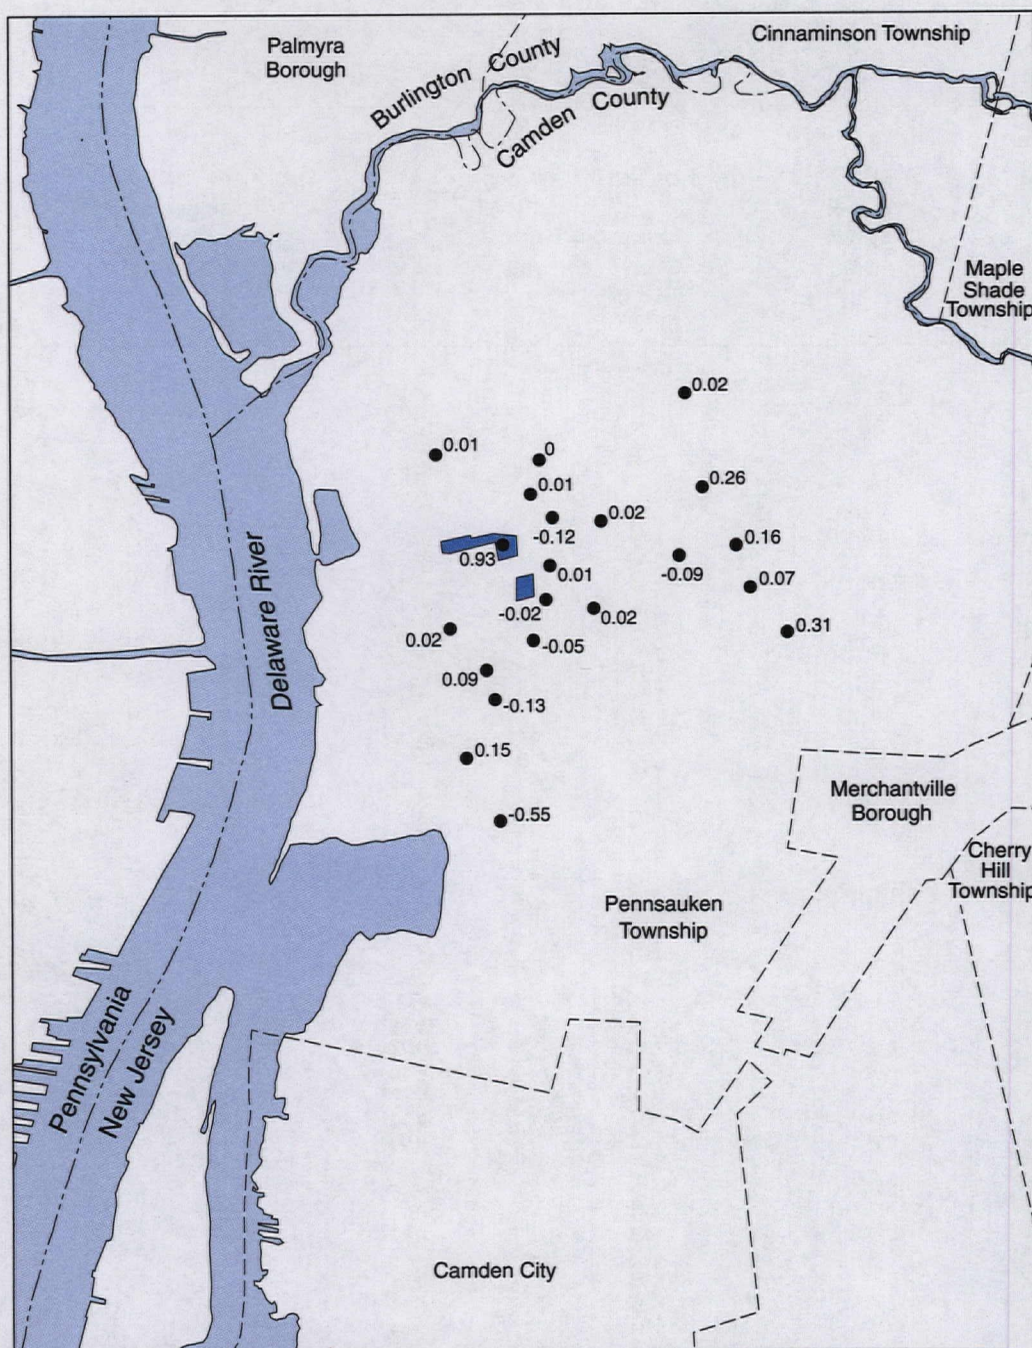 Palmyra
Borough
Burlington County
Camden County
Cinnaminson Township
Maple
Shade
Township
0.02
0.01
0
0.26
0.01
0.02
-0.12
0.16
0.93
-0.09
0.01
0.07
-0.02
0.02
0.31
0.02
-0.05
0.09
-0.13
0.15
-0.55
Delaware River
Merchantville
Borough
Cherry
Hill
Township
Pennsauken
Township
Pennsylvania
New Jersey
Camden City